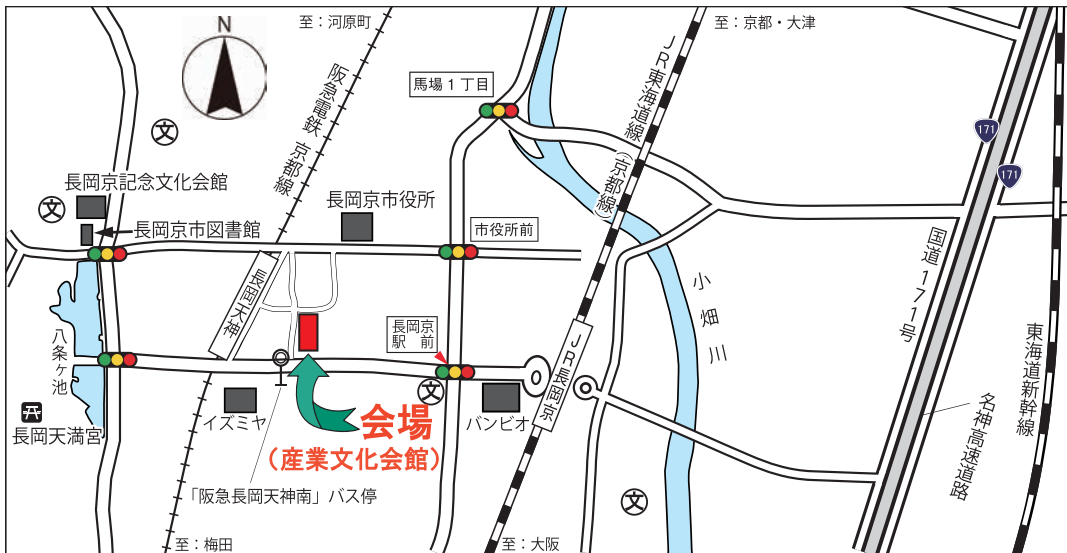 N
至：河原町
至：京都・大津
阪急電鉄 京都線
JR東海道線（京都線）
馬場１丁目
171
171
文
文
長岡京記念文化会館
長岡京市図書館
長岡京市役所
市役所前
長岡天神
長岡京
駅 前
八条ヶ池
小畑川
国道171号
東海道新幹線
名神高速道路
JR長岡京
文
イズミヤ
バンビオ
長岡天満宮
会場
（産業文化会館）
「阪急長岡天神南」バス停
文
至：梅田
至：大阪